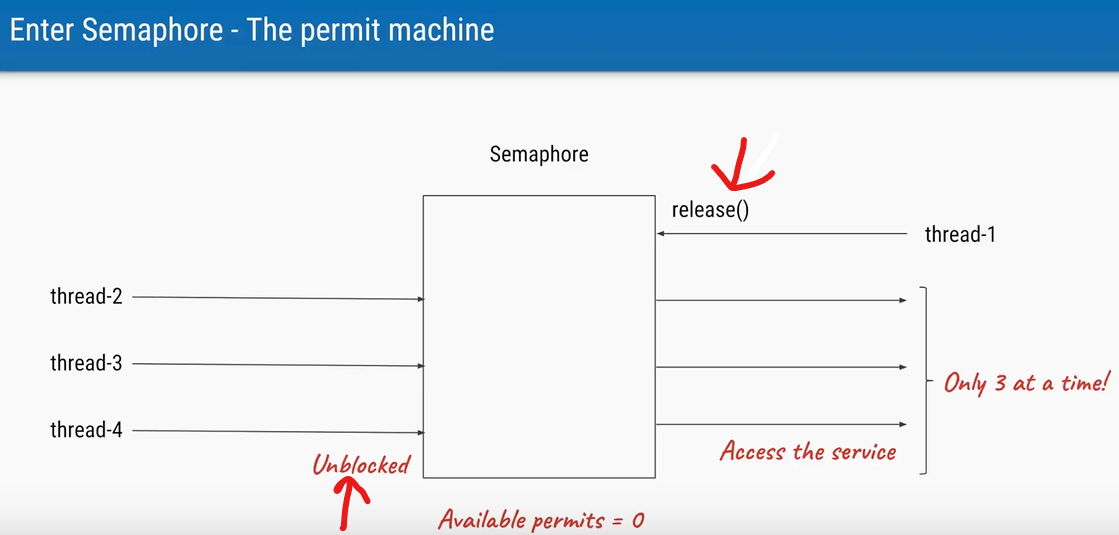 Enter Semaphore - The permit machine
Semaphore
release()
thread-1
thread-2
thread-3
Only 3 at a time!
thread-4
Access the service
Unblocked
Available permits = 0